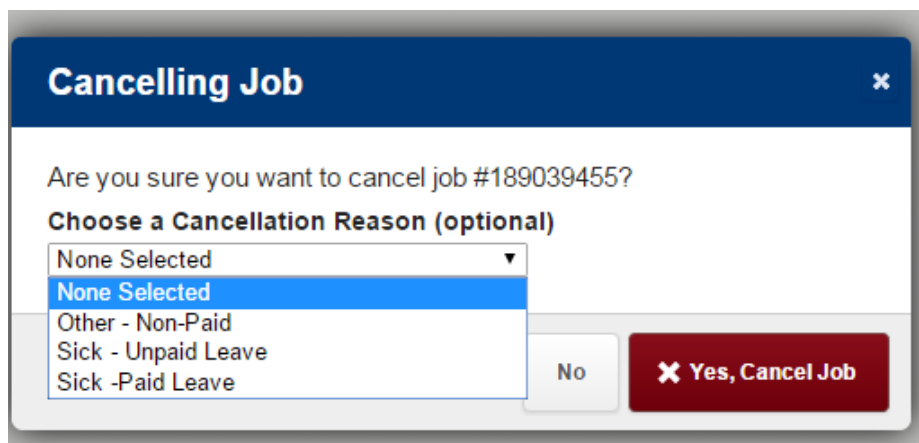 Cancelling Job
Are you sure you want to cancel job #189039455?
Choose a Cancellation Reason (optional)
None Selected
None Selected
Other - Non-Paid
Sick - Unpaid Leave
Sick -Paid Leave
No
Yes, Cancel Job